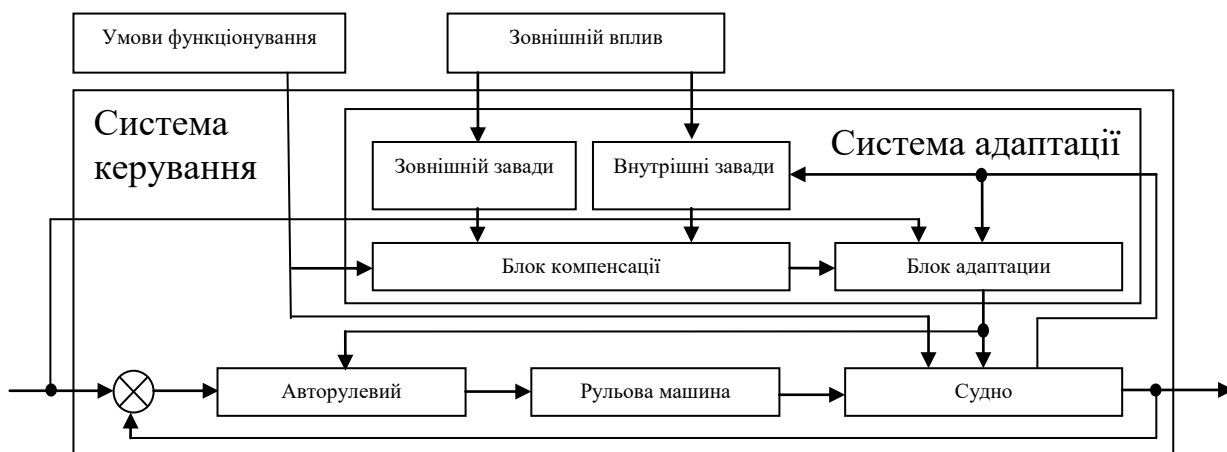 Умови функціонування
Зовнішній вплив
Система
керування
Система адаптації
Зовнішній завади
Внутрішні завади
Блок компенсації
Блок адаптации
Авторулевий
Рульова машина
Судно